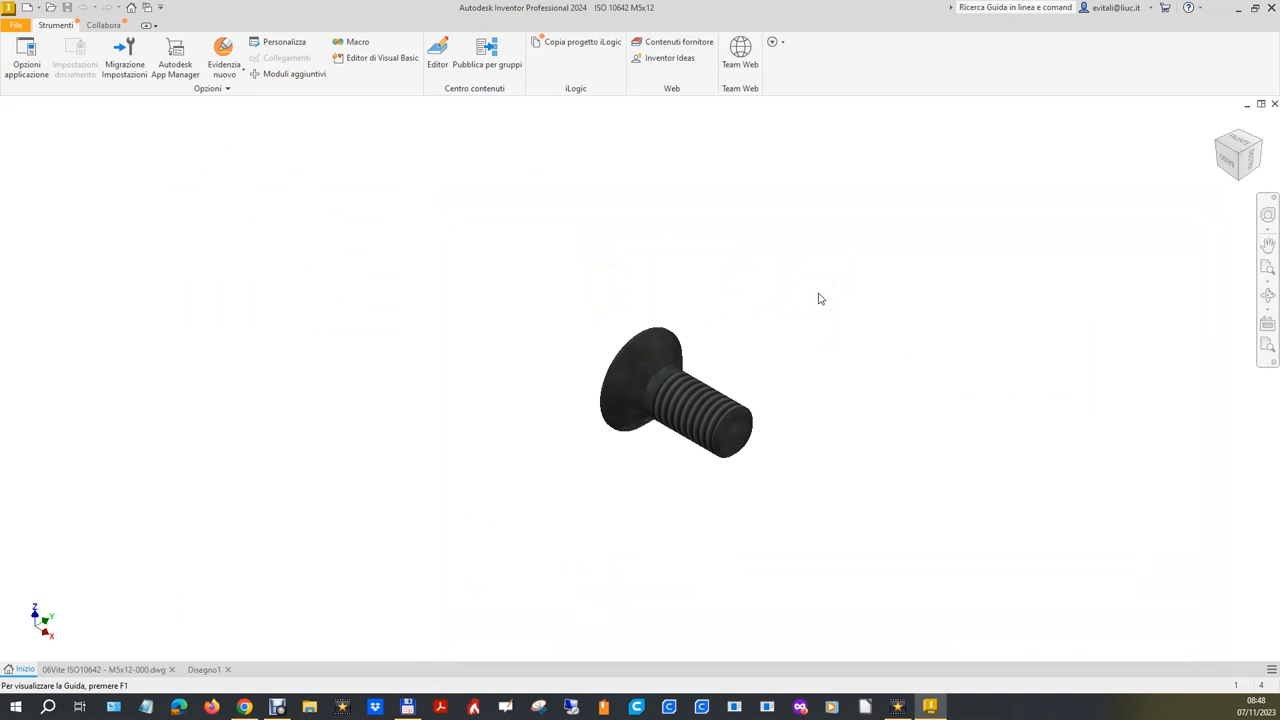 Autodesk Inventor Professional 2024 ISO 10642 M5x12
Ricerca Guida in linea e comand
evitali@liuc.it
File Strumenti Collabora
Opzioni applicazione
Impostazioni documento
Migrazione Impostazioni
Autodesk App Manager
Evidenzia nuovo
Personalizza
Collegamenti
Moduli aggiuntivi
Macro
Editor di Visual Basic
Editor
Pubblica per gruppi
Copia progetto iLogic
Contenuti fornitore
Inventor Ideas
Team Web
Opzioni
Centro contenuti
iLogic
Web
Team Web
FRONTE
Z
Y
X
Inizio 06Vite ISO10642 - M5x12-000.dwg Disegno1
Per visualizzare la Guida, premere F1
1 4
08:48
07/11/2023